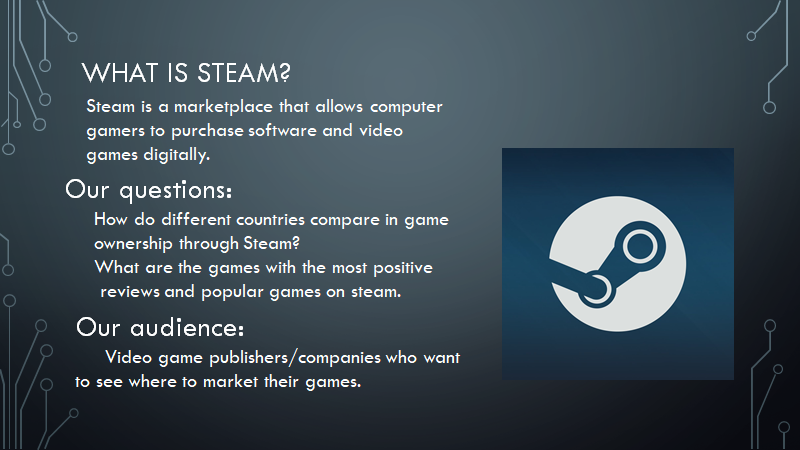 WHAT IS STEAM?
Steam is a marketplace that allows computer
gamers to purchase software and video
games digitally.
Our questions:
How do different countries compare in game
ownership through Steam?
What are the games with the most positive
reviews and popular games on steam.
Our audience:
Video game publishers/companies who want
to see where to market their games.